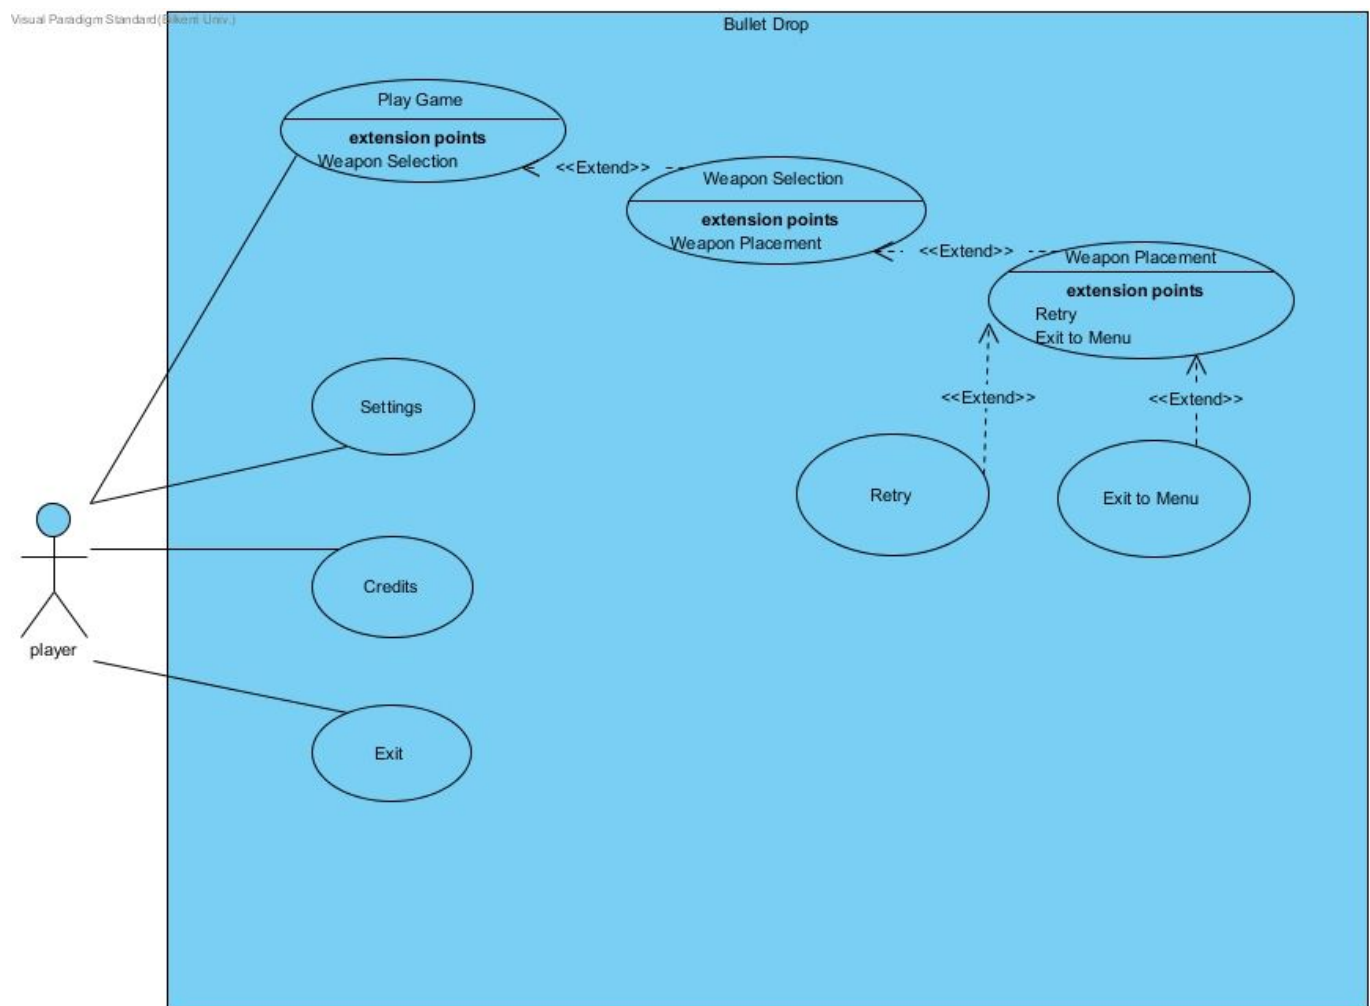 Visual Paradigm Standard(Bilkent Univ.)
Bullet Drop
Play Game
extension points
Weapon Selection
<<Extend>>
Weapon Selection
extension points
Weapon Placement
<<Extend>>
Weapon Placement
extension points
Retry
Exit to Menu
<<Extend>>
<<Extend>>
Settings
Retry
Exit to Menu
Credits
player
Exit